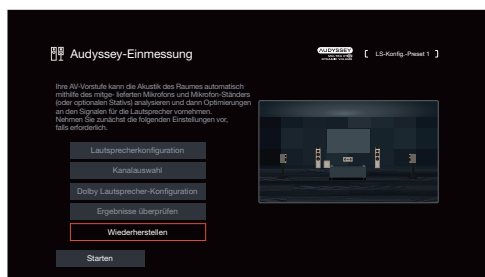 Audyssey-Einmessung
AUDYSSEY
[ LS-Konfig.-Preset 1 ]
Ihre AV-Vorstufe kann die Akustik des Raumes automatisch
mithilfe des mitge- lieferten Mikrofons und Mikrofon-Ständers
(oder optionalen Stativs) analysieren und dann Optimierungen
an den Signalen für die Lautsprecher vornehmen.
Nehmen Sie zunächst die folgenden Einstellungen vor,
falls erforderlich.
Lautsprecherkonfiguration
Kanalauswahl
Dolby Lautsprecher-Konfiguration
Ergebnisse überprüfen
Wiederherstellen
Starten